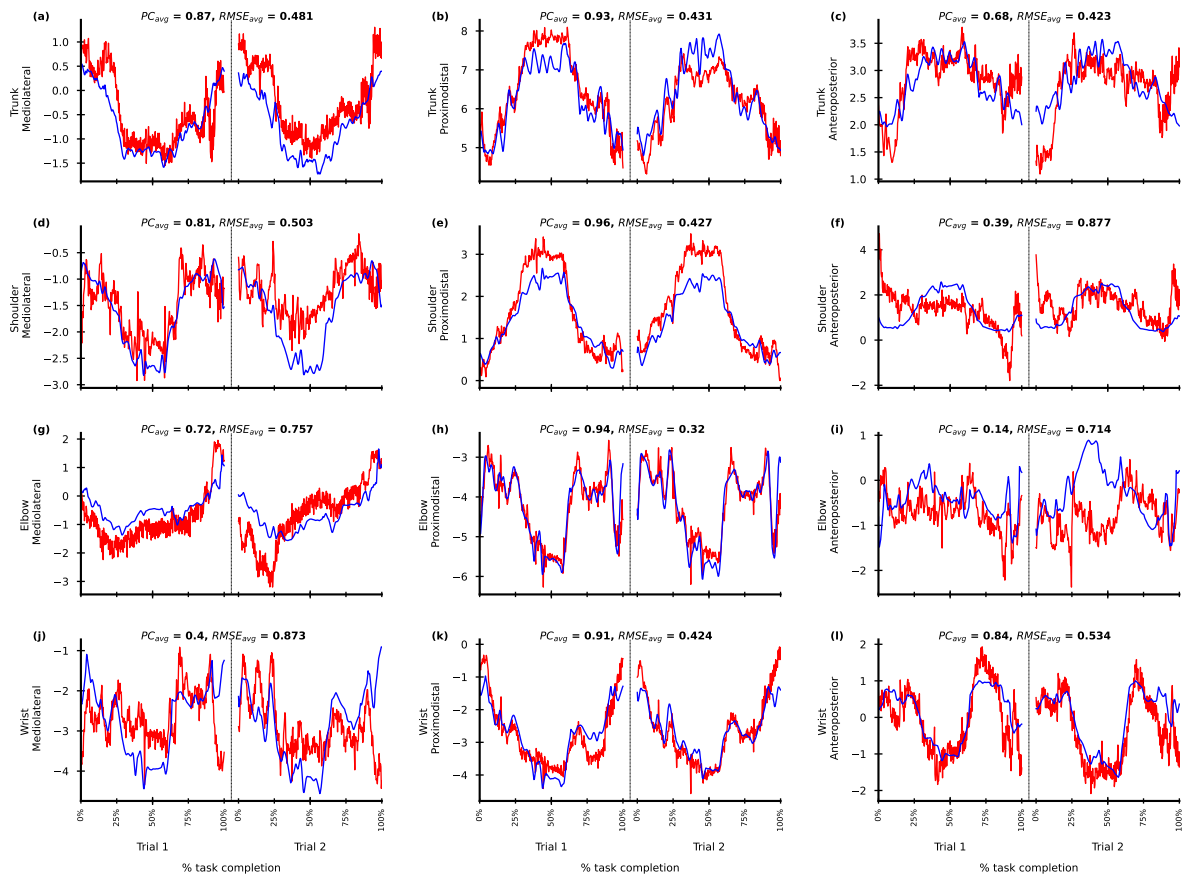 (a) PCavg = 0.87, RMSEavg = 0.481
Trunk
Mediolateral
1.0
0.5
0.0
−0.5
−1.0
−1.5
(b) PCavg = 0.93, RMSEavg = 0.431
Trunk
Proximodistal
8
7
6
5
(c) PCavg = 0.68, RMSEavg = 0.423
Trunk
Anteroposterior
3.5
3.0
2.5
2.0
1.5
1.0
(d) PCavg = 0.81, RMSEavg = 0.503
Shoulder
Mediolateral
−0.5
−1.0
−1.5
−2.0
−2.5
−3.0
(e) PCavg = 0.96, RMSEavg = 0.427
Shoulder
Proximodistal
3
2
1
0
(f) PCavg = 0.39, RMSEavg = 0.877
Shoulder
Anteroposterior
4
2
0
−2
(g) PCavg = 0.72, RMSEavg = 0.757
Elbow
Mediolateral
2
1
0
−1
−2
−3
(h) PCavg = 0.94, RMSEavg = 0.32
Elbow
Proximodistal
−3
−4
−5
−6
(i) PCavg = 0.14, RMSEavg = 0.714
Elbow
Anteroposterior
1
0
−1
−2
(j) PCavg = 0.4, RMSEavg = 0.873
Wrist
Mediolateral
−1
−2
−3
−4
0% 25% 50% 75% 100% 25% 50% 75% 100%
Trial 1 Trial 2
% task completion
(k) PCavg = 0.91, RMSEavg = 0.424
Wrist
Proximodistal
0
−1
−2
−3
−4
0% 25% 50% 75% 100% 25% 50% 75% 100%
Trial 1 Trial 2
% task completion
(l) PCavg = 0.84, RMSEavg = 0.534
Wrist
Anteroposterior
2
1
0
−1
−2
0% 25% 50% 75% 100% 25% 50% 75% 100%
Trial 1 Trial 2
% task completion